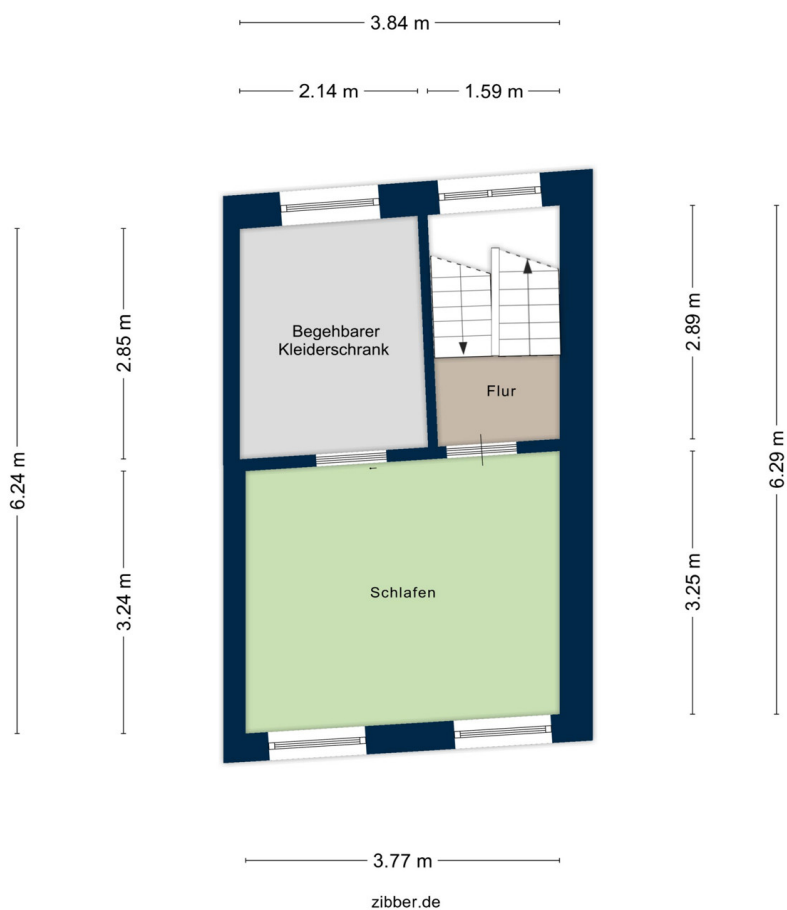 3.84 m
2.14 m
1.59 m
Begehbarer
Kleiderschrank
Flur
2.85 m
2.89 m
6.24 m
6.29 m
3.24 m
3.25 m
Schlafen
3.77 m
zibber.de